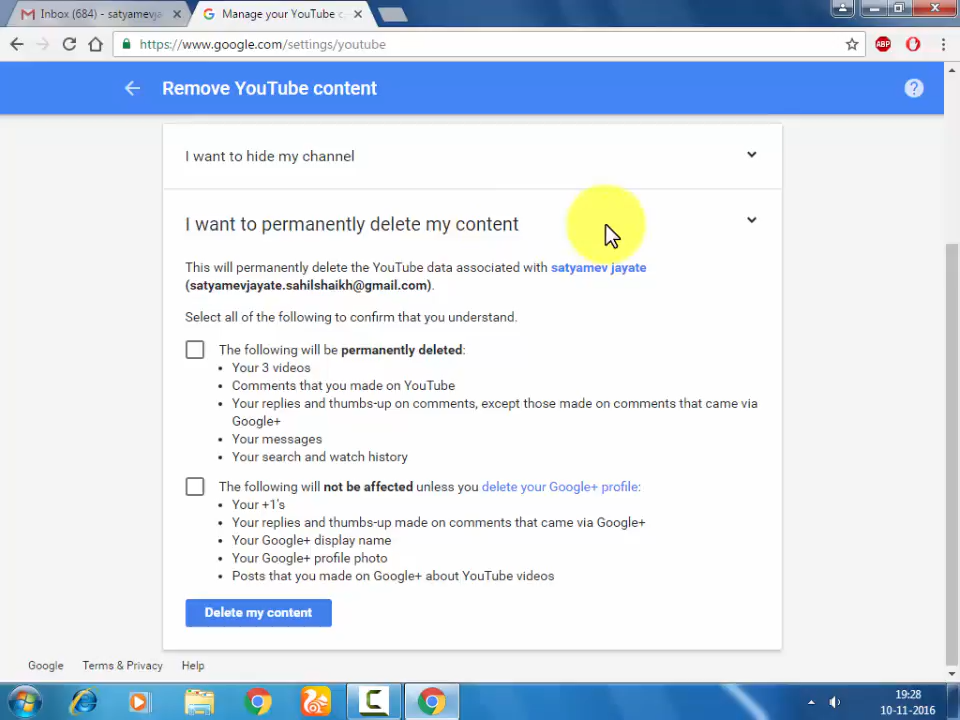 Inbox (684) - satyamevja
Manage your YouTube c
https://www.google.com/settings/youtube
ABP
Remove YouTube content
?
I want to hide my channel
I want to permanently delete my content
This will permanently delete the YouTube data associated with satyamev jayate
(satyamevjayate.sahilshaikh@gmail.com).
Select all of the following to confirm that you understand.
The following will be permanently deleted:
• Your 3 videos
• Comments that you made on YouTube
• Your replies and thumbs-up on comments, except those made on comments that came via
Google+
• Your messages
• Your search and watch history
The following will not be affected unless you delete your Google+ profile:
• Your +1's
• Your replies and thumbs-up made on comments that came via Google+
• Your Google+ display name
• Your Google+ profile photo
• Posts that you made on Google+ about YouTube videos
Delete my content
Google Terms & Privacy Help
19:28
10-11-2016